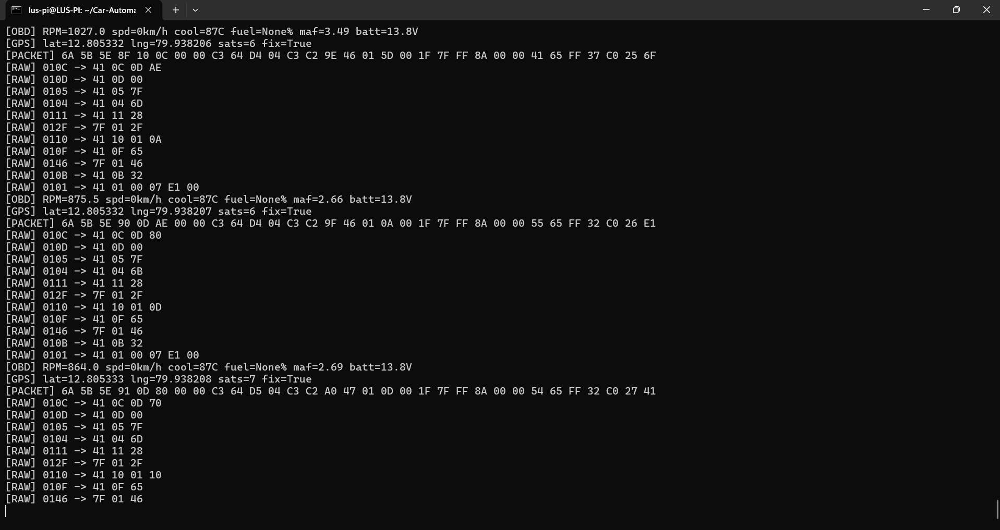 lus-pi@LUS-PI: ~/Car-Automa
[OBD] RPM=1027.0 spd=0km/h cool=87C fuel=None% maf=3.49 batt=13.8V
[GPS] lat=12.805332 lng=79.938206 sats=6 fix=True
[PACKET] 6A 5B 5E 8F 10 0C 00 00 C3 64 D4 04 C3 C2 9E 46 01 5D 00 1F 7F FF 8A 00 00 41 65 FF 37 C0 25 6F
[RAW] 010C -> 41 0C 0D AE
[RAW] 010D -> 41 0D 00
[RAW] 0105 -> 41 05 7F
[RAW] 0104 -> 41 04 6D
[RAW] 0111 -> 41 11 28
[RAW] 012F -> 7F 01 2F
[RAW] 0110 -> 41 10 01 0A
[RAW] 010F -> 41 0F 65
[RAW] 0146 -> 7F 01 46
[RAW] 010B -> 41 0B 32
[RAW] 0101 -> 41 01 00 07 E1 00
[OBD] RPM=875.5 spd=0km/h cool=87C fuel=None% maf=2.66 batt=13.8V
[GPS] lat=12.805332 lng=79.938207 sats=6 fix=True
[PACKET] 6A 5B 5E 90 0D AE 00 00 C3 64 D4 04 C3 C2 9F 46 01 0A 00 1F 7F FF 8A 00 00 55 65 FF 32 C0 26 E1
[RAW] 010C -> 41 0C 0D 80
[RAW] 010D -> 41 0D 00
[RAW] 0105 -> 41 05 7F
[RAW] 0104 -> 41 04 6B
[RAW] 0111 -> 41 11 28
[RAW] 012F -> 7F 01 2F
[RAW] 0110 -> 41 10 01 0D
[RAW] 010F -> 41 0F 65
[RAW] 0146 -> 7F 01 46
[RAW] 010B -> 41 0B 32
[RAW] 0101 -> 41 01 00 07 E1 00
[OBD] RPM=864.0 spd=0km/h cool=87C fuel=None% maf=2.69 batt=13.8V
[GPS] lat=12.805333 lng=79.938208 sats=7 fix=True
[PACKET] 6A 5B 5E 91 0D 80 00 00 C3 64 D5 04 C3 C2 A0 47 01 0D 00 1F 7F FF 8A 00 00 54 65 FF 32 C0 27 41
[RAW] 010C -> 41 0C 0D 70
[RAW] 010D -> 41 0D 00
[RAW] 0105 -> 41 05 7F
[RAW] 0104 -> 41 04 6D
[RAW] 0111 -> 41 11 28
[RAW] 012F -> 7F 01 2F
[RAW] 0110 -> 41 10 01 10
[RAW] 010F -> 41 0F 65
[RAW] 0146 -> 7F 01 46